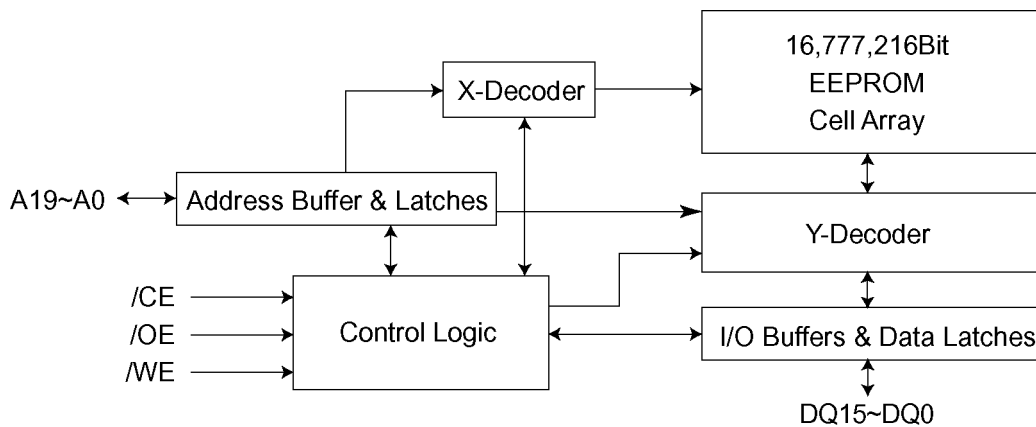 16,777,216Bit
EEPROM
Cell Array
X-Decoder
A19~A0
Address Buffer & Latches
Y-Decoder
/CE
/OE
/WE
Control Logic
I/O Buffers & Data Latches
DQ15~DQ0